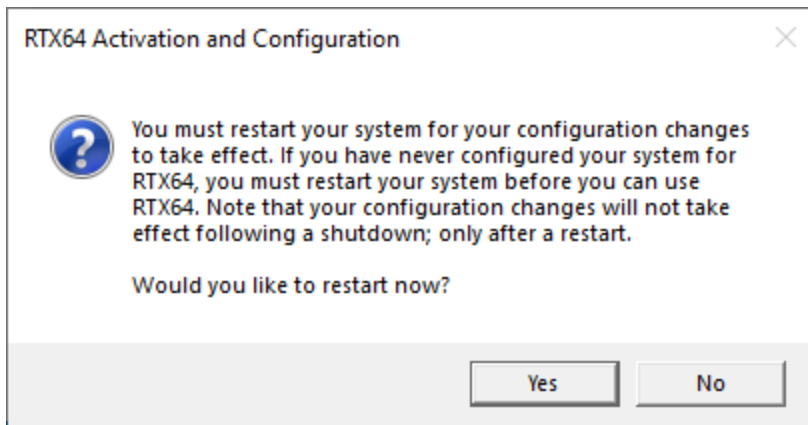 RTX64 Activation and Configuration
You must restart your system for your configuration changes
to take effect. If you have never configured your system for
RTX64, you must restart your system before you can use
RTX64. Note that your configuration changes will not take
effect following a shutdown; only after a restart.
Would you like to restart now?
Yes
No